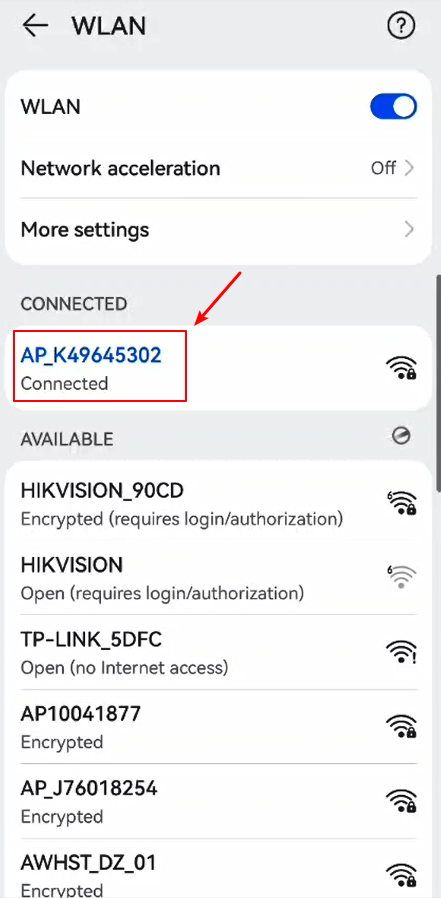 WLAN
WLAN
Network acceleration Off
More settings
CONNECTED
AP_K49645302
Connected
AVAILABLE
HIKVISION_90CD
Encrypted (requires login/authorization)
HIKVISION
Open (requires login/authorization)
TP-LINK_5DFC
Open (no Internet access)
AP10041877
Encrypted
AP_J76018254
Encrypted
AWHST_DZ_01
Encrypted